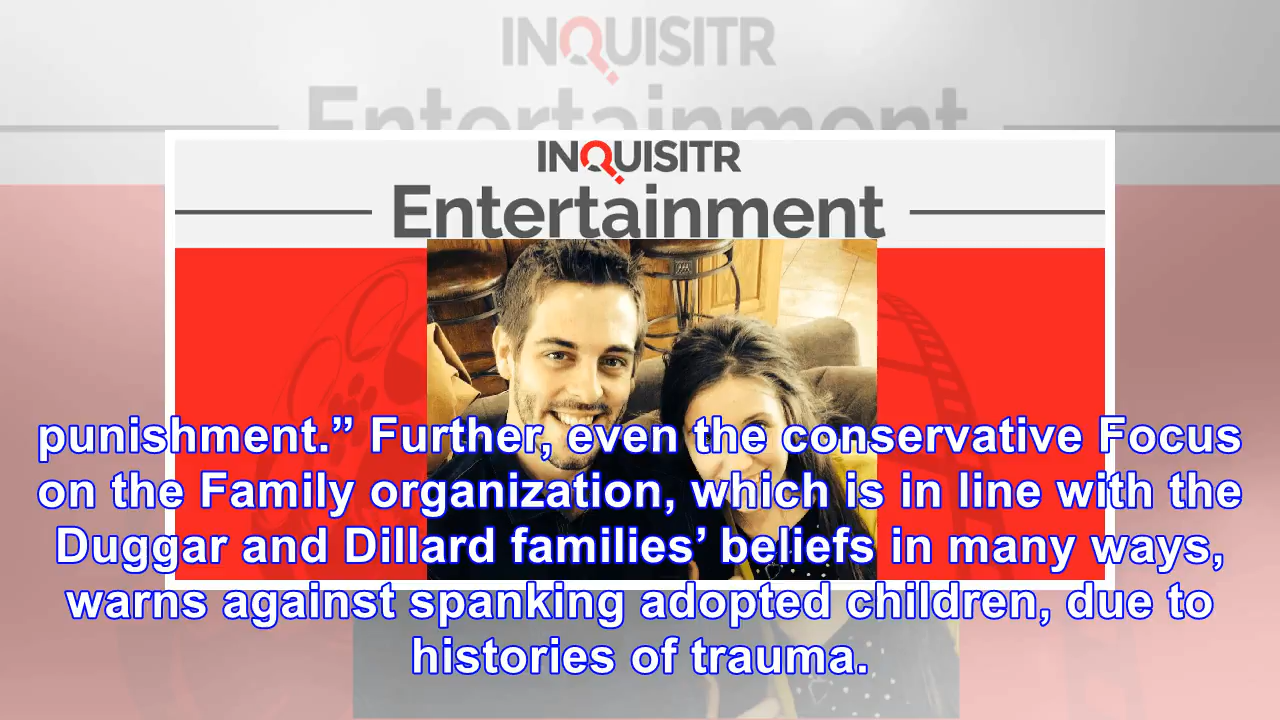 INQUISITR
Entertainment
INQUISITR
Entertainment
punishment.” Further, even the conservative Focus
on the Family organization, which is in line with the
Duggar and Dillard families’ beliefs in many ways,
warns against spanking adopted children, due to
histories of trauma.